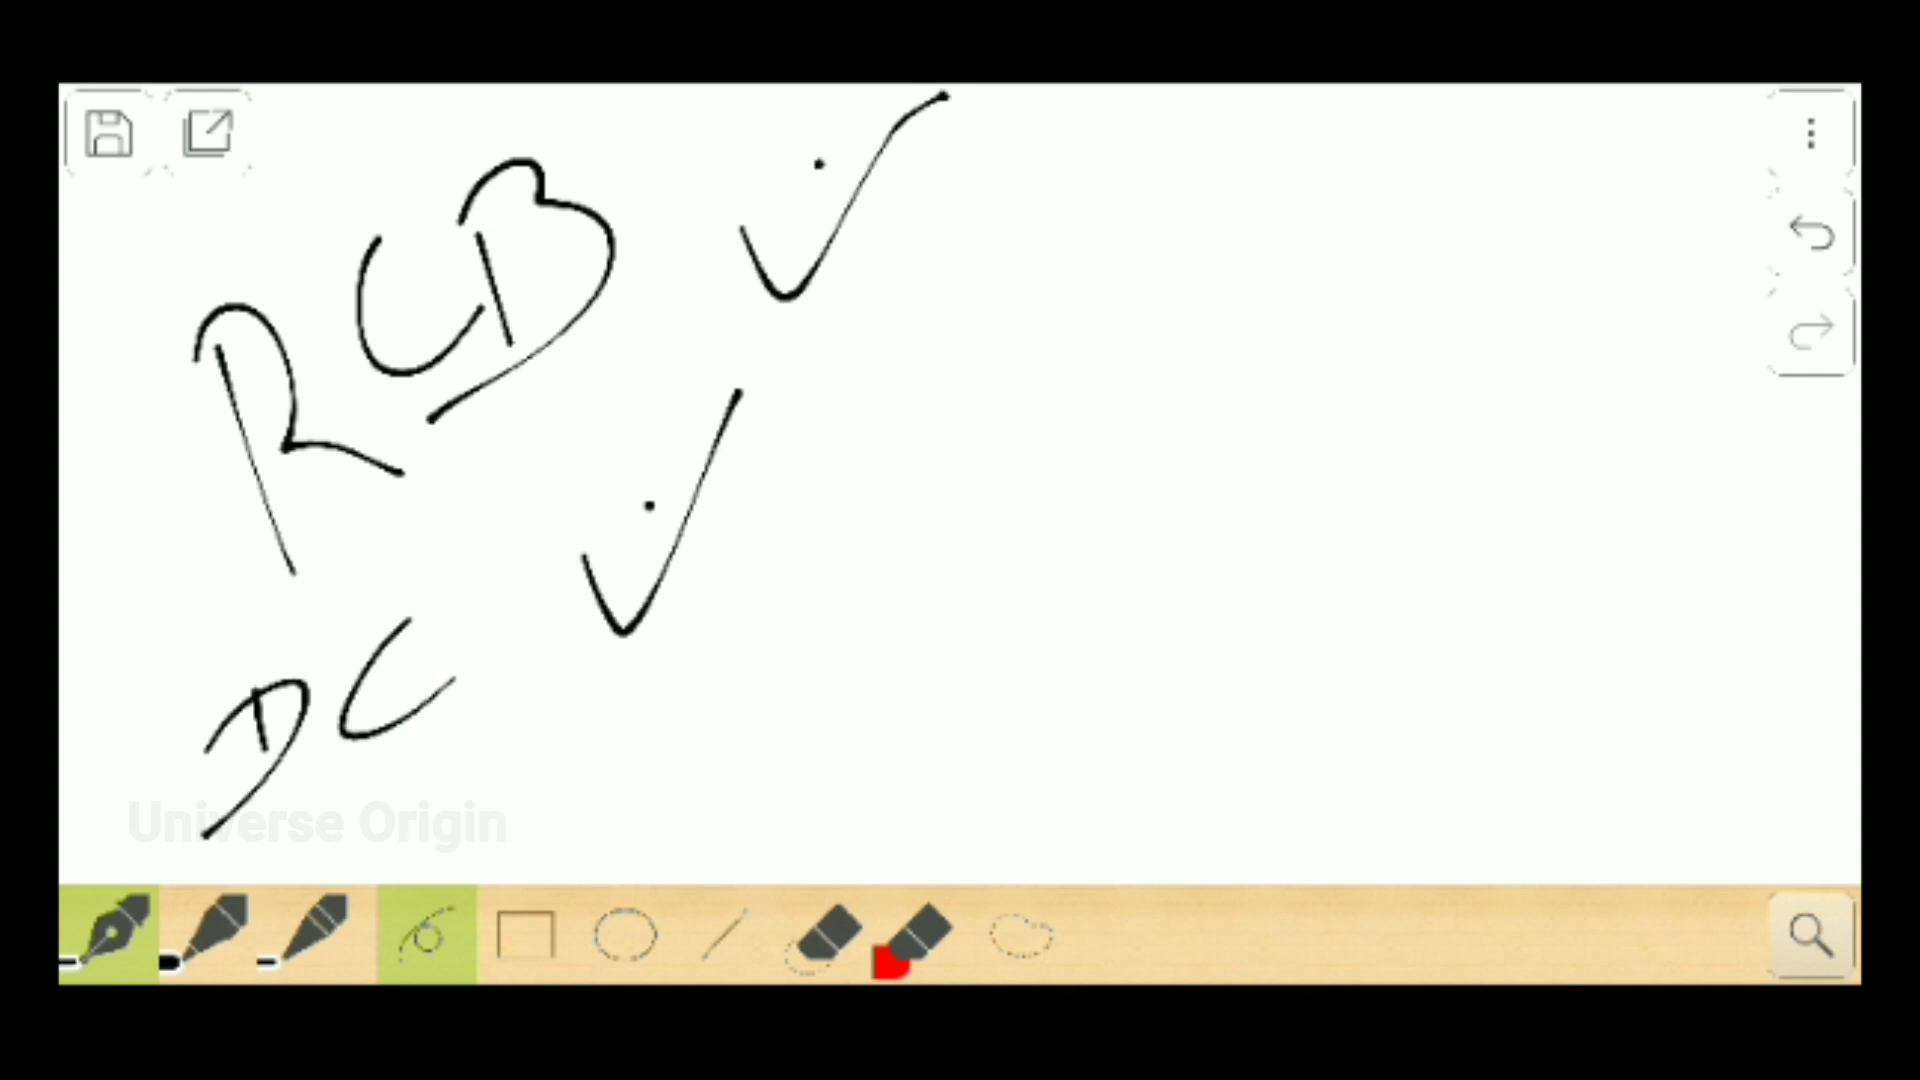 RCB ✓
DC ✓
Universe Origin